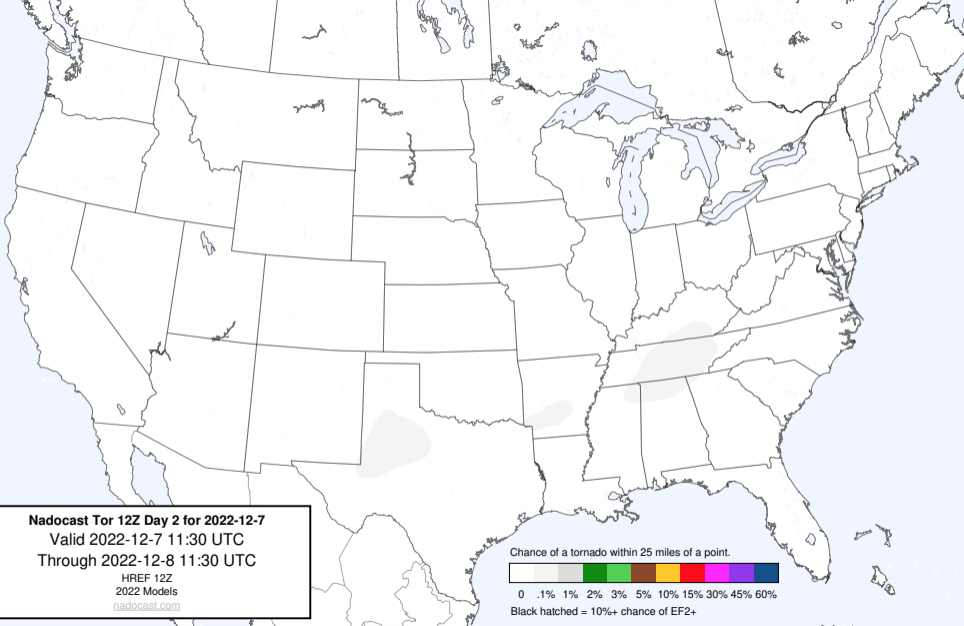 Nadocast Tor 12Z Day 2 for 2022-12-7
Valid 2022-12-7 11:30 UTC
Through 2022-12-8 11:30 UTC
HREF 12Z
2022 Models
nadocast.com
Chance of a tornado within 25 miles of a point.
0 .1% 1% 2% 3% 5% 10% 15% 30% 45% 60%
Black hatched = 10%+ chance of EF2+